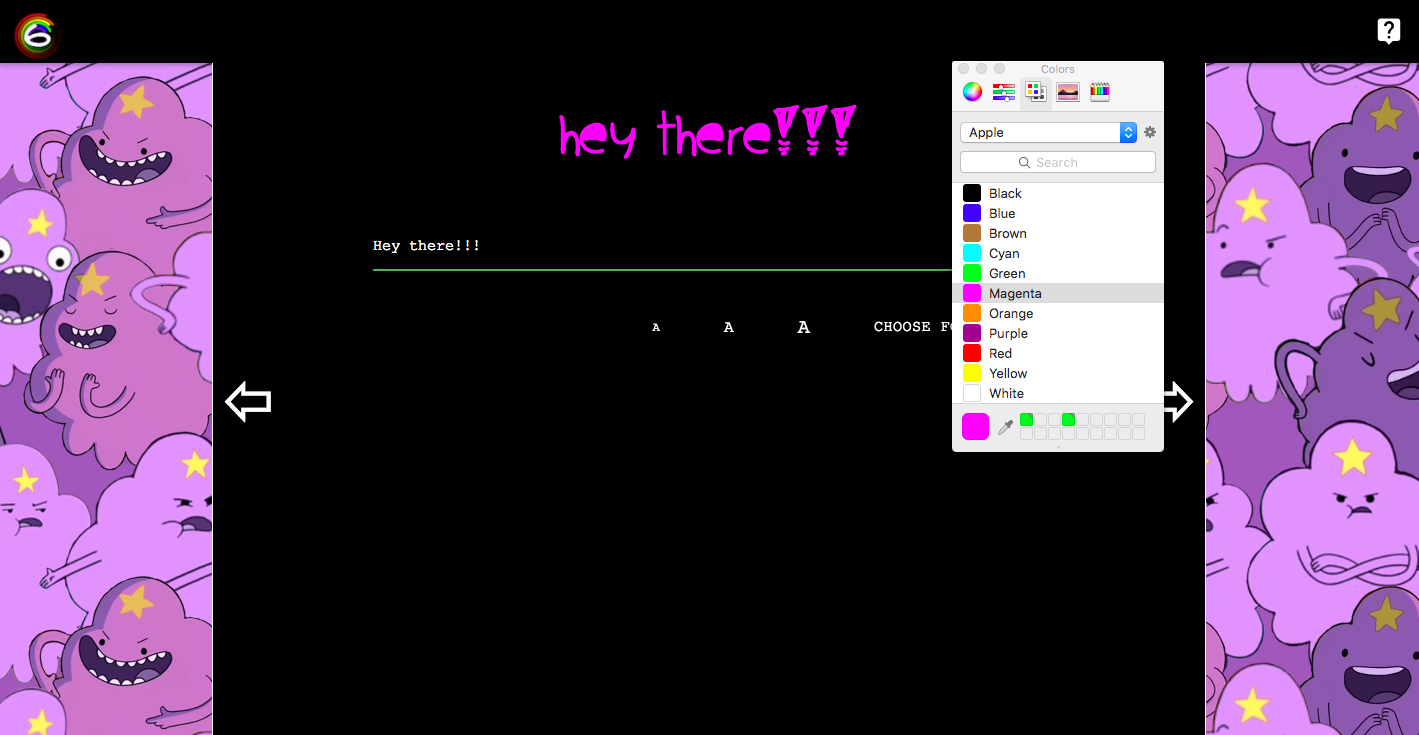 ?
Colors
hey there!!!
Apple
Search
Black
Blue
Hey there!!!
Brown
Cyan
Green
Magenta
Orange
A A A CHOOSE FO
Purple
Red
Yellow
White